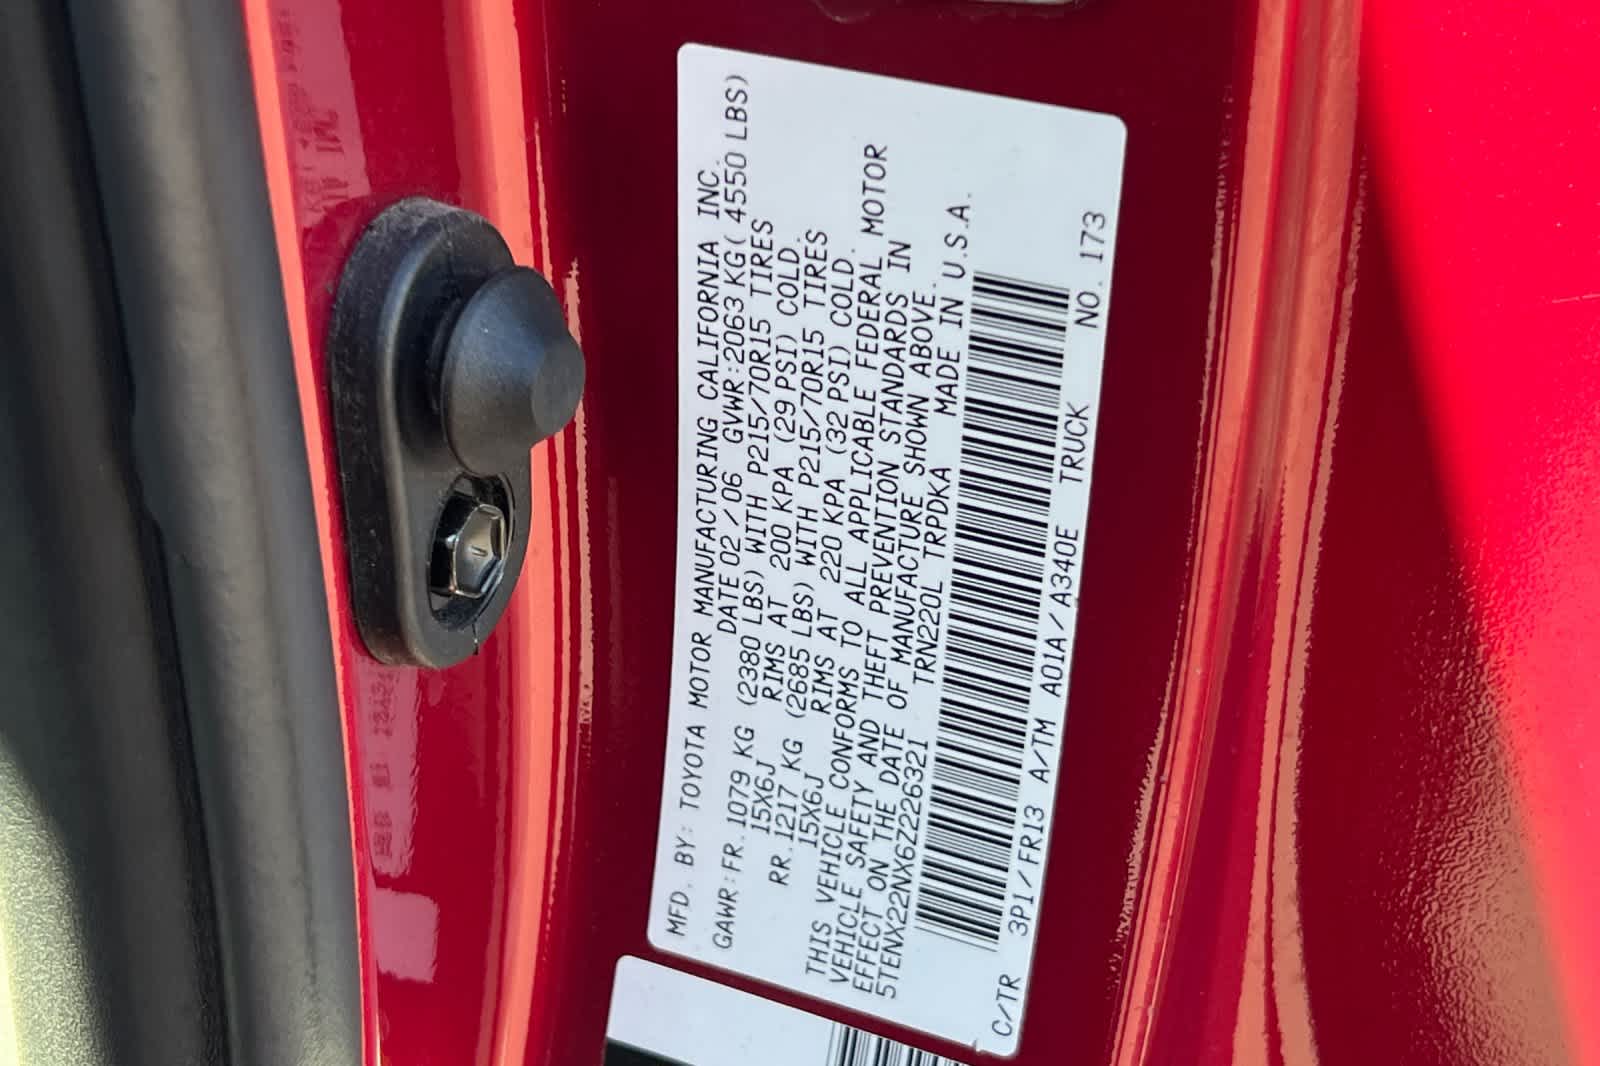 MFD. BY: TOYOTA MOTOR MANUFACTURING CALIFORNIA INC.
DATE 02 / 06 GVWR: 2063 KG( 4550 LBS)
GAWR: FR. 1079 KG (2380 LBS) WITH P215/70R15 TIRES
15X6J RIMS AT 200 KPA (29 PSI) COLD.
RR. 1217 KG (2685 LBS) WITH P215/70R15 TIRES
15X6J RIMS AT 220 KPA (32 PSI) COLD.
THIS VEHICLE CONFORMS TO ALL APPLICABLE FEDERAL MOTOR
VEHICLE SAFETY AND THEFT PREVENTION STANDARDS IN
EFFECT ON THE DATE OF MANUFACTURE SHOWN ABOVE.
5TENX22NX6Z226321 TRN220L TRPDKA MADE IN U.S.A.
C/TR 3P1/FR13 A/TM A01A/A340E TRUCK NO. 173